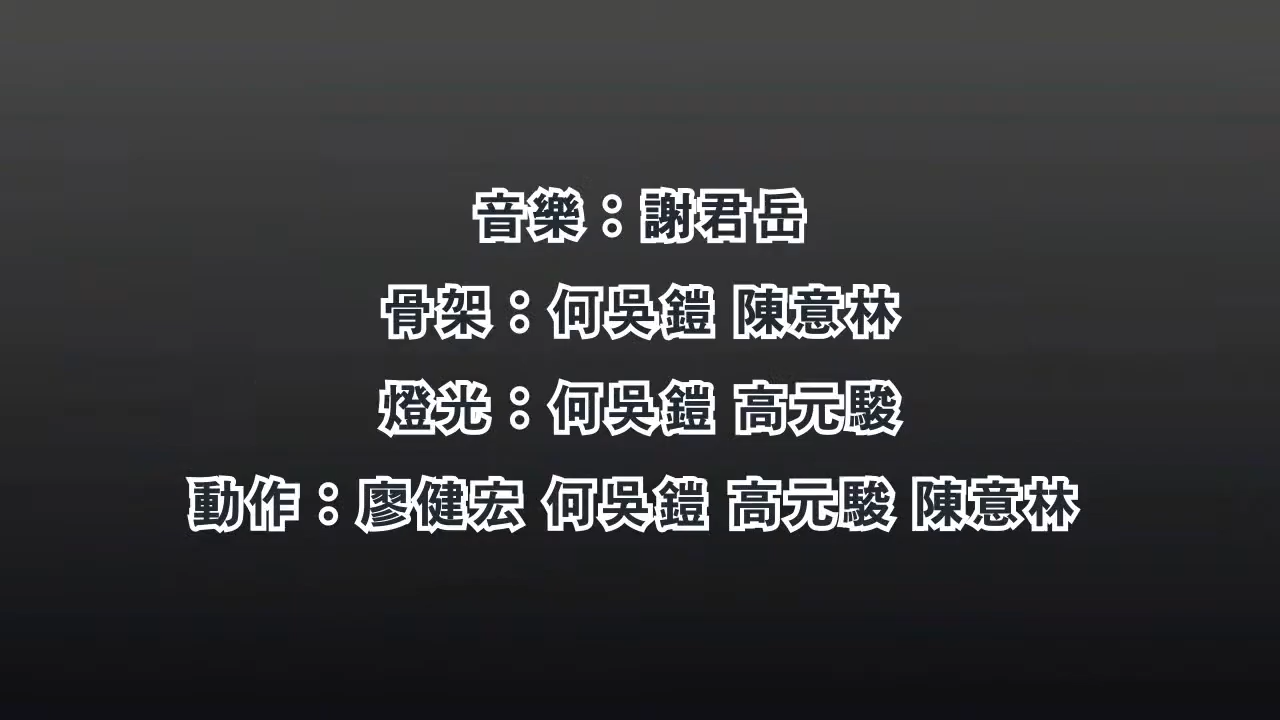 音樂：謝君岳
骨架：何吳鎧 陳意林
燈光：何吳鎧 高元駿
動作：廖健宏 何吳鎧 高元駿 陳意林